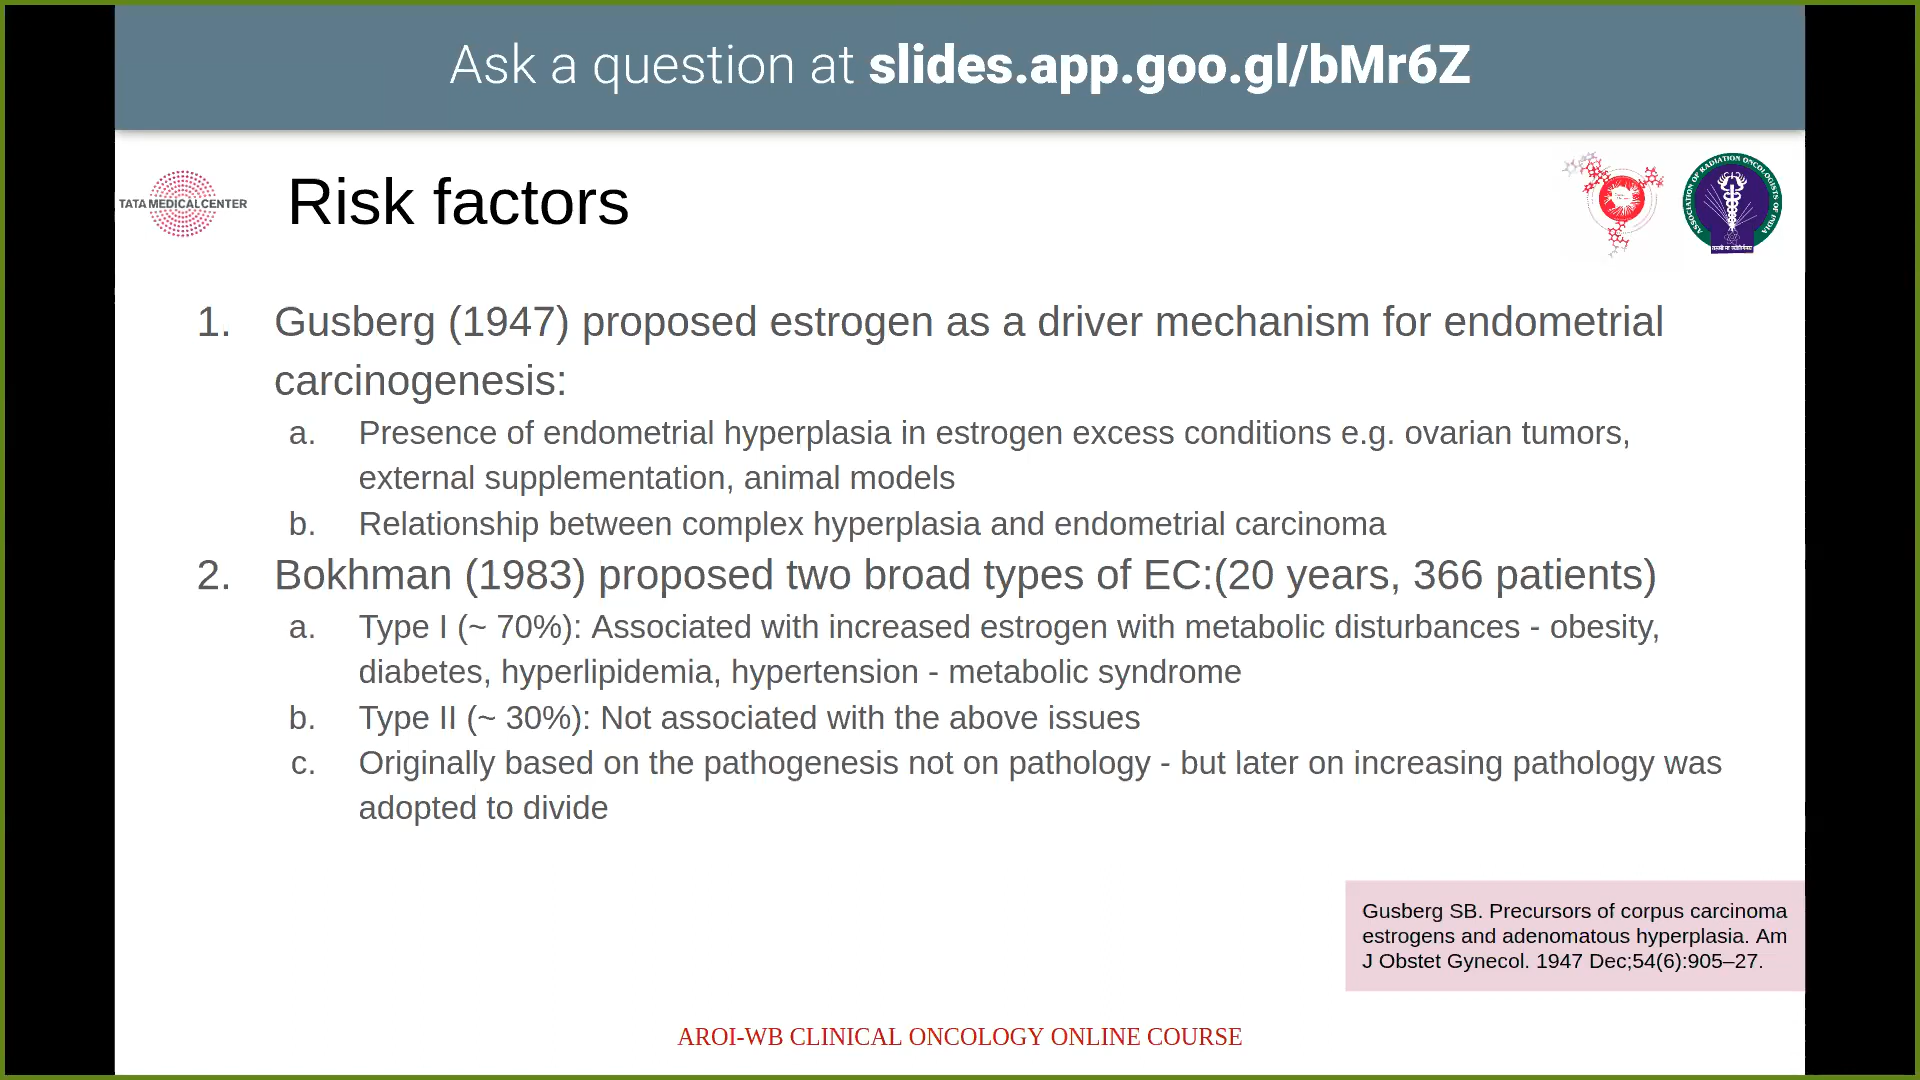 Ask a question at slides.app.goo.gl/bMr6Z
TATA MEDICAL CENTER
Risk factors
ASSOCIATION OF RADIATION ONCOLOGISTS OF INDIA
1. Gusberg (1947) proposed estrogen as a driver mechanism for endometrial
carcinogenesis:
a. Presence of endometrial hyperplasia in estrogen excess conditions e.g. ovarian tumors,
external supplementation, animal models
b. Relationship between complex hyperplasia and endometrial carcinoma
2. Bokhman (1983) proposed two broad types of EC:(20 years, 366 patients)
a. Type I (~ 70%): Associated with increased estrogen with metabolic disturbances - obesity,
diabetes, hyperlipidemia, hypertension - metabolic syndrome
b. Type II (~ 30%): Not associated with the above issues
c. Originally based on the pathogenesis not on pathology - but later on increasing pathology was
adopted to divide
Gusberg SB. Precursors of corpus carcinoma
estrogens and adenomatous hyperplasia. Am
J Obstet Gynecol. 1947 Dec;54(6):905–27.
AROI-WB CLINICAL ONCOLOGY ONLINE COURSE